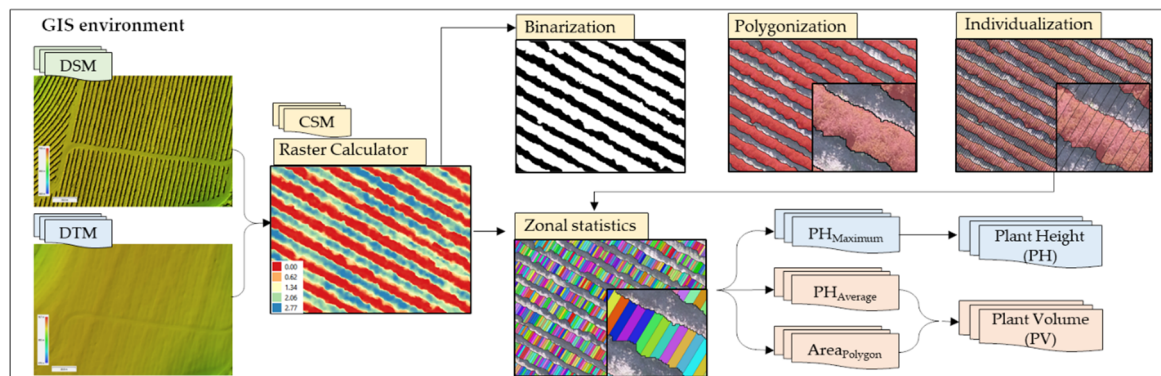 GIS environment
DSM
DTM
CSM
Raster Calculator
0.00
0.62
1.34
2.06
2.77
Binarization
Polygonization
Individualization
Zonal statistics
PHMaximum
PHAverage
AreaPolygon
Plant Height
(PH)
Plant Volume
(PV)